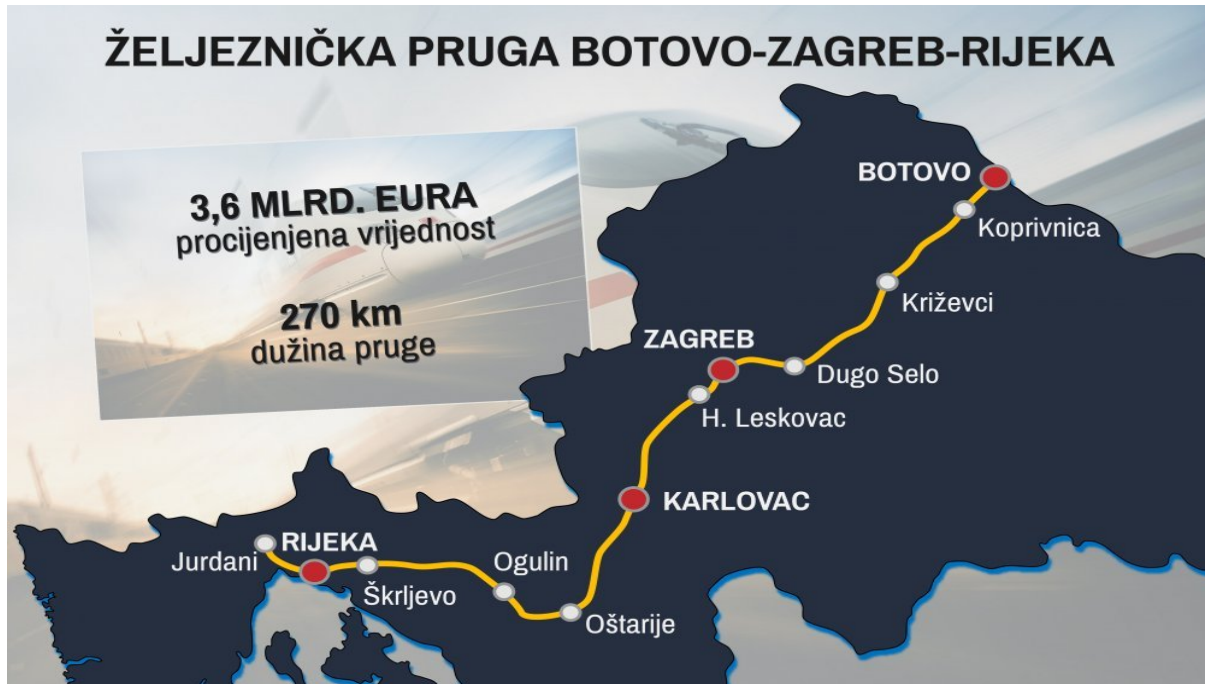 ŽELJEZNIČKA PRUGA BOTOVO-ZAGREB-RIJEKA
3,6 MLRD. EURA
procijenjena vrijednost
270 km
dužina pruge
BOTOVO
Koprivnica
Križevci
ZAGREB
Dugo Selo
H. Leskovac
KARLOVAC
RIJEKA
Jurdani
Ogulin
Škrljevo
Oštarije